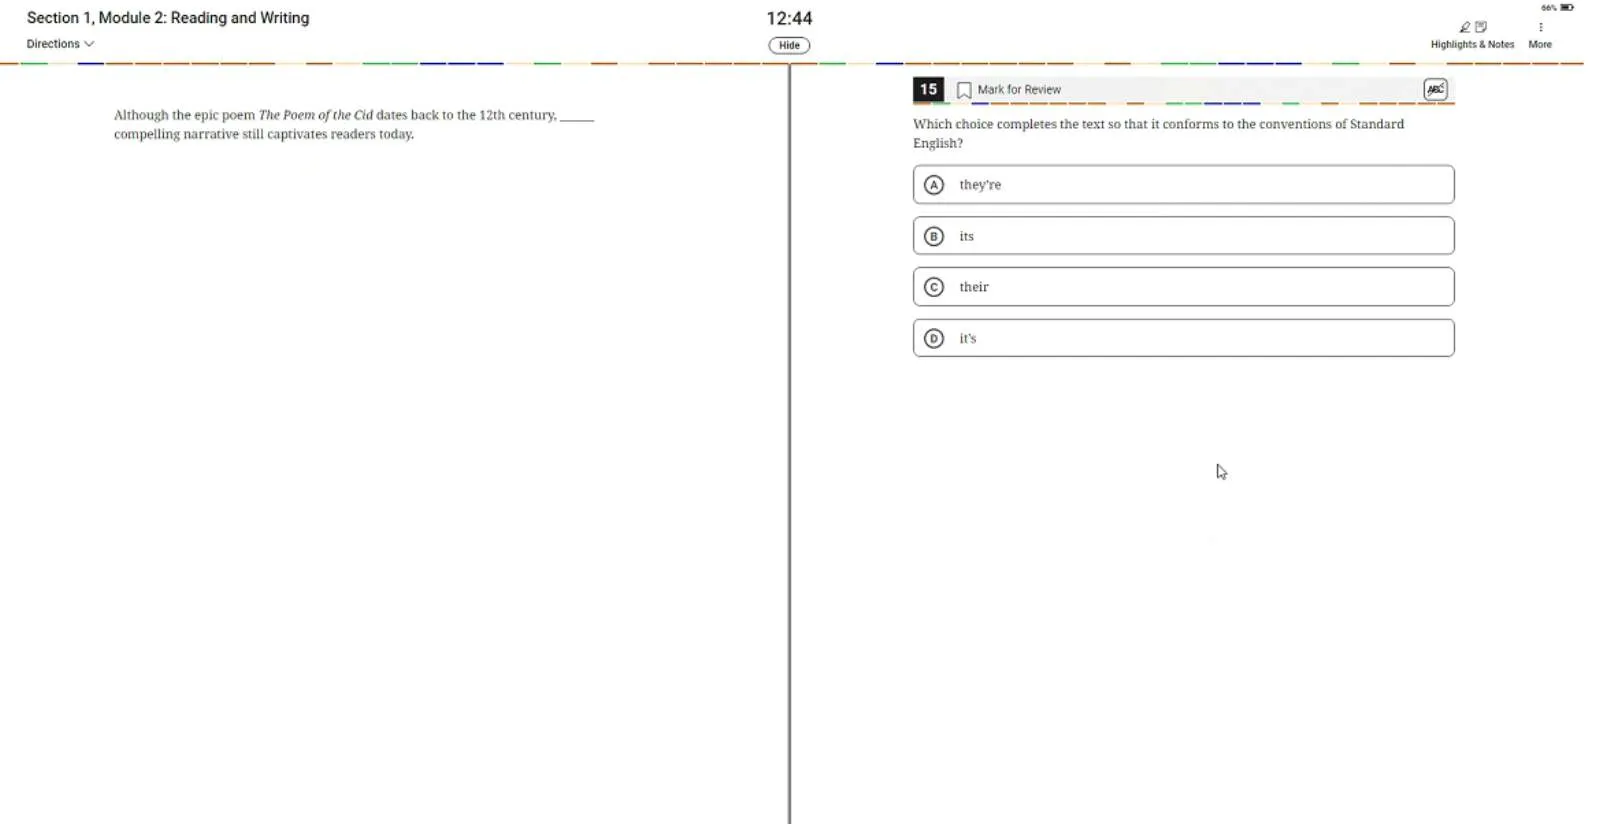 Section 1, Module 2: Reading and Writing
Directions
12:44
Hide
66%
Highlights & Notes
More
Although the epic poem The Poem of the Cid dates back to the 12th century, ______
compelling narrative still captivates readers today.
15
Mark for Review
ABC
Which choice completes the text so that it conforms to the conventions of Standard
English?
A they're
B its
C their
D it's